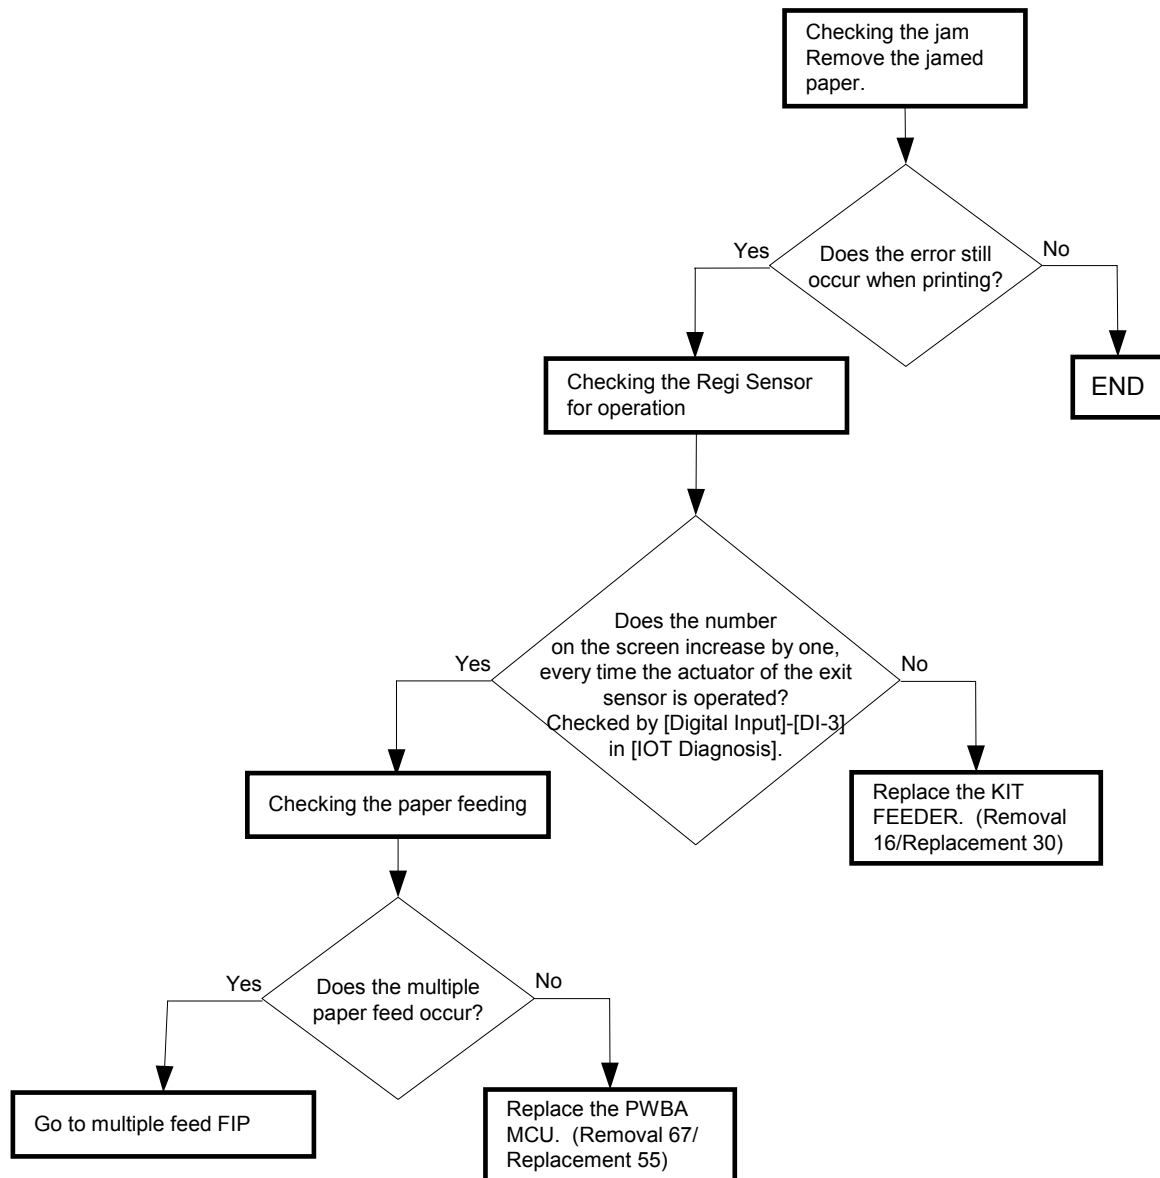 Checking the jam
Remove the jamed
paper.
Yes
Does the error still
occur when printing?
No
Checking the Regi Sensor
for operation
END
Does the number
on the screen increase by one,
every time the actuator of the exit
sensor is operated?
Checked by [Digital Input]-[DI-3]
in [IOT Diagnosis].
Yes
No
Checking the paper feeding
Replace the KIT
FEEDER. (Removal
16/Replacement 30)
Yes
Does the multiple
paper feed occur?
No
Go to multiple feed FIP
Replace the PWBA
MCU. (Removal 67/
Replacement 55)